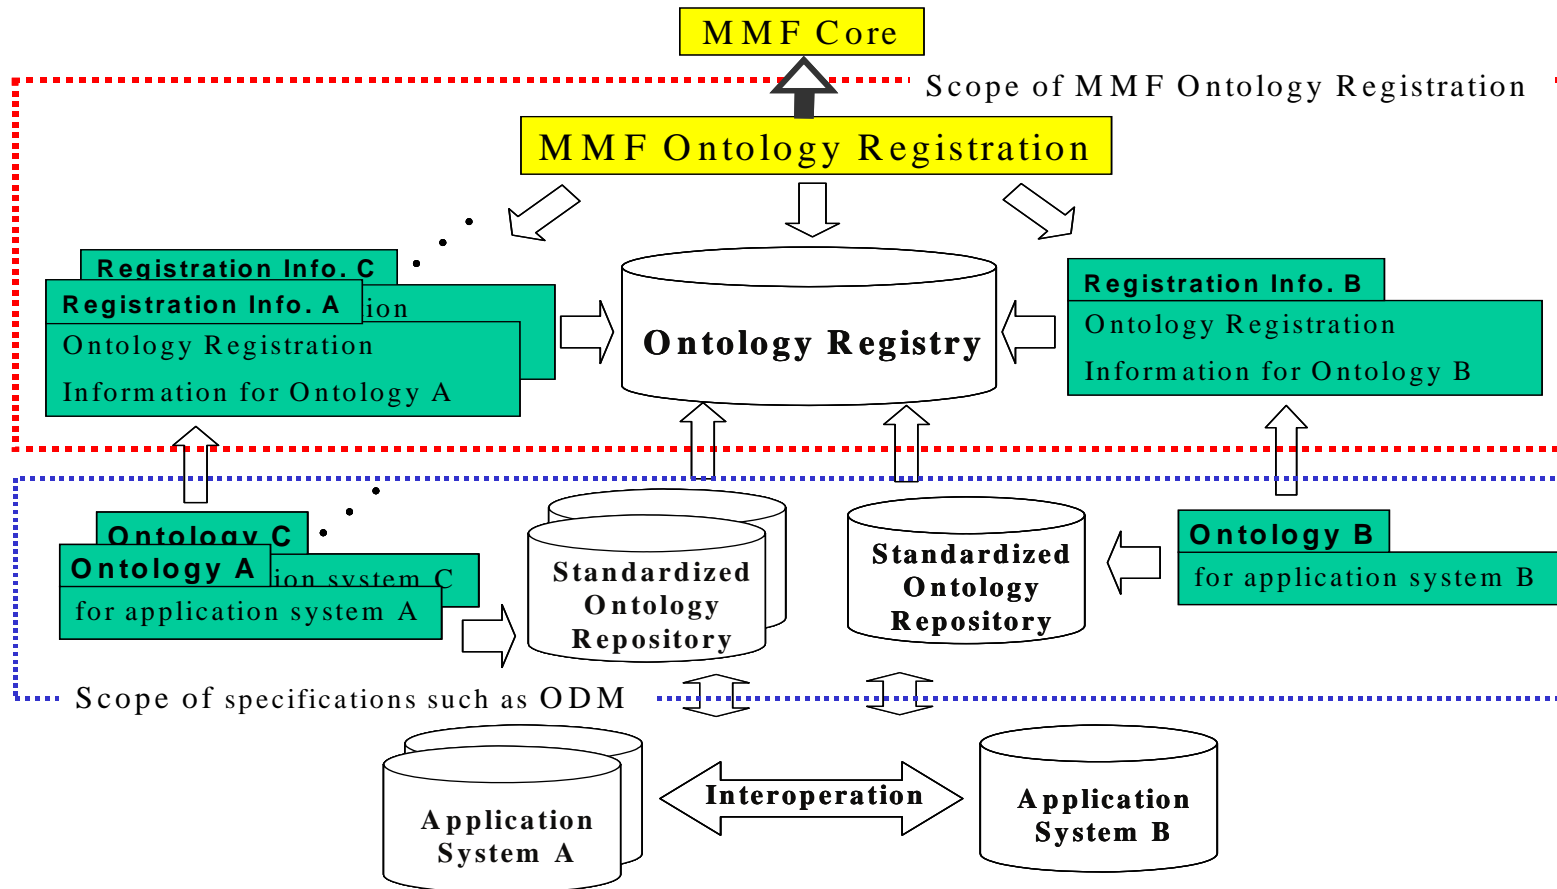 MMF Core
Scope of MMF Ontology Registration
MMF Ontology Registration
Registration Info. C
Registration Info. A
ion
Ontology Registration
Information for Ontology A
Ontology Registry
Registration Info. B
Ontology Registration
Information for Ontology B
Ontology C
Ontology A
ion system C
for application system A
Standardized
Ontology
Repository
Standardized
Ontology
Repository
Ontology B
for application system B
Scope of specifications such as ODM
Application
System A
Interoperation
Application
System B